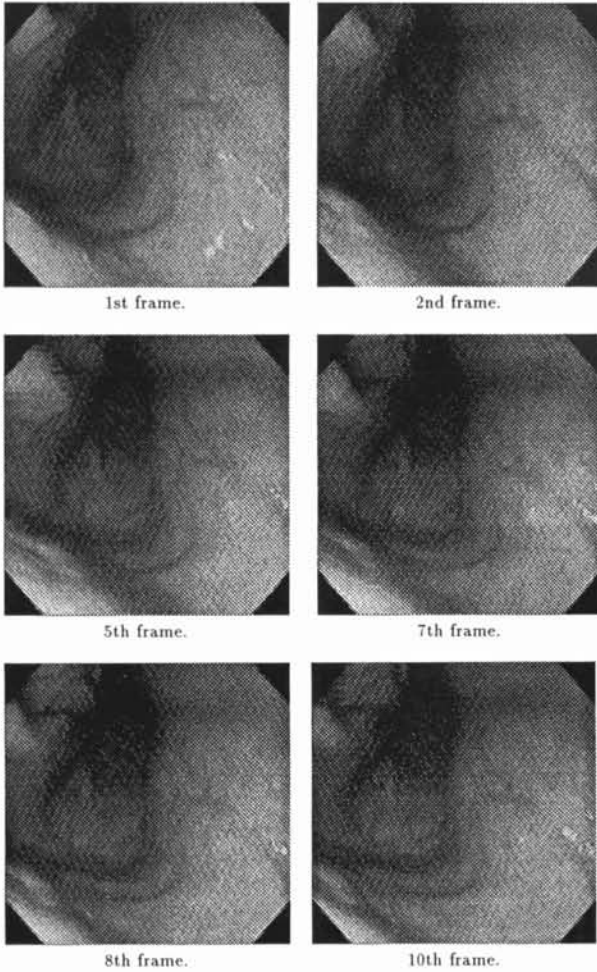 1st frame.
2nd frame.
5th frame.
7th frame.
8th frame.
10th frame.